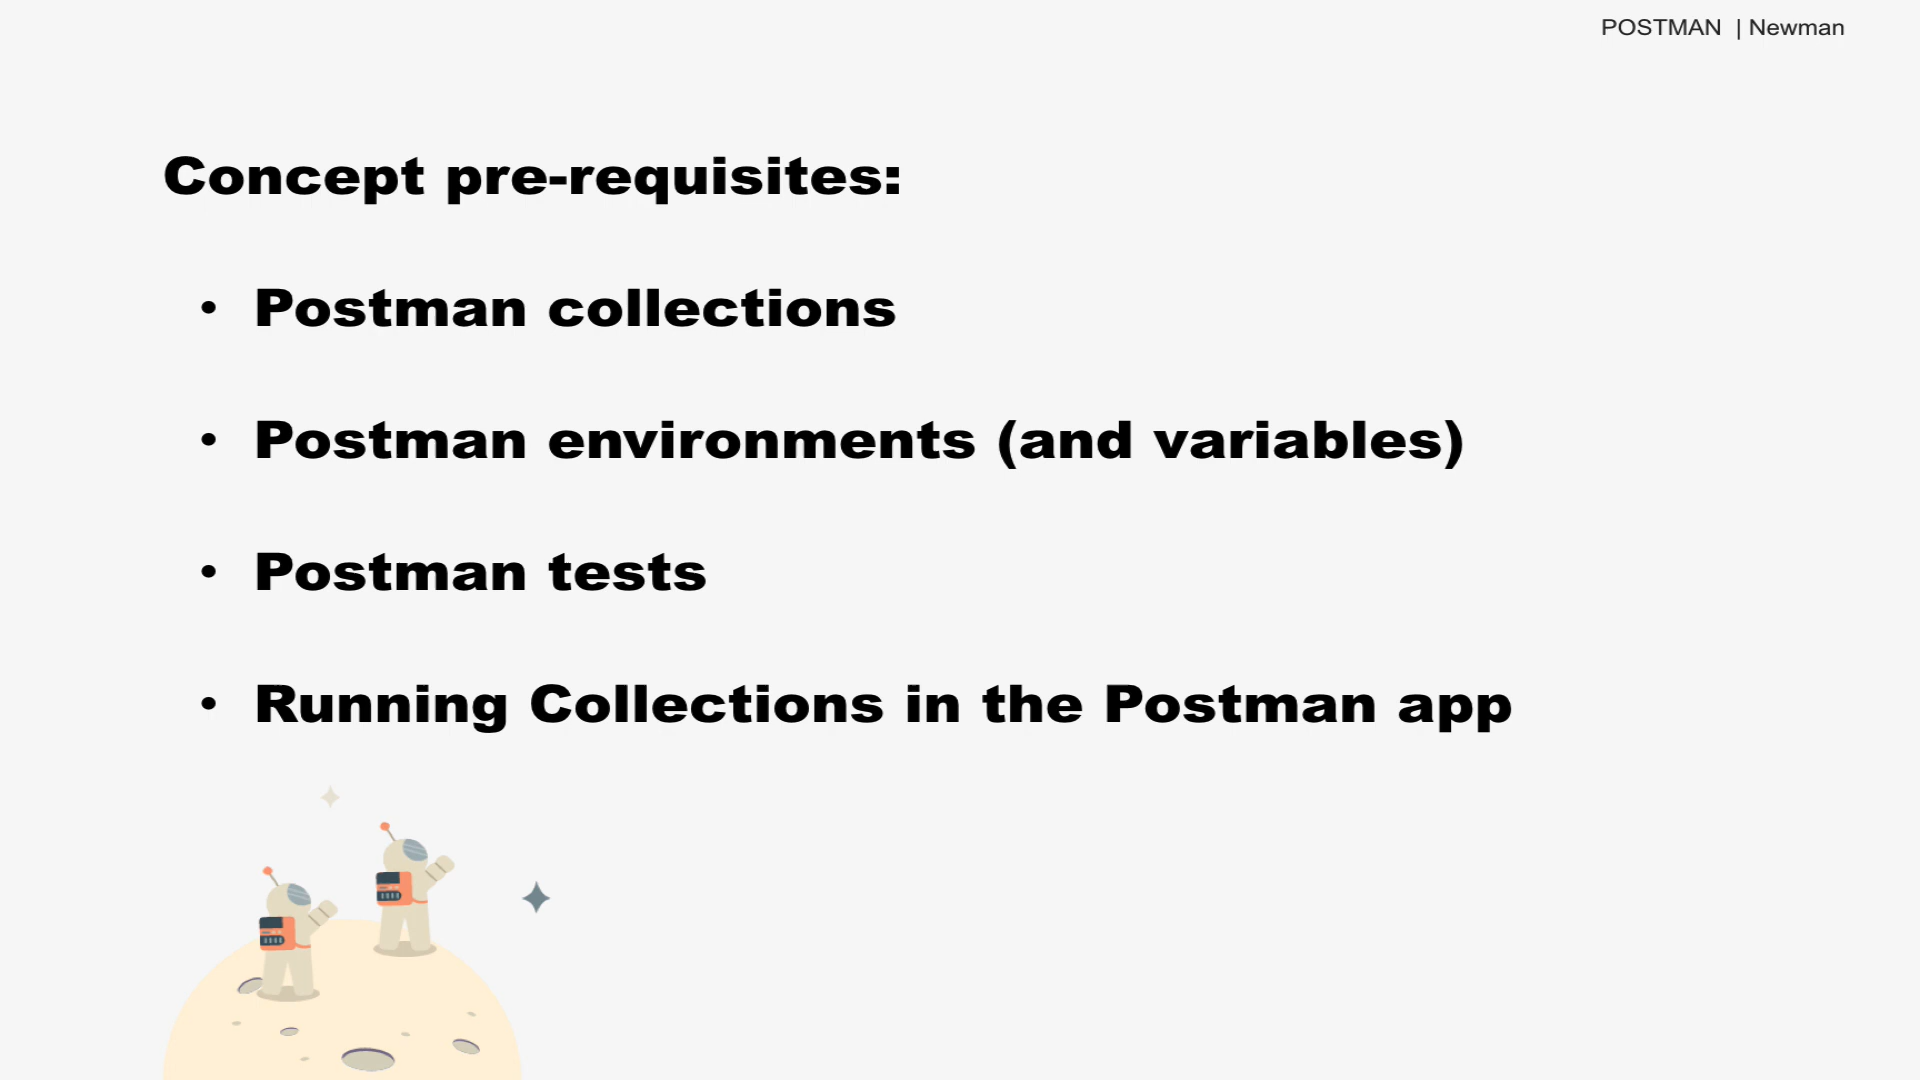 POSTMAN | Newman
Concept pre-requisites:
• Postman collections
• Postman environments (and variables)
• Postman tests
• Running Collections in the Postman app